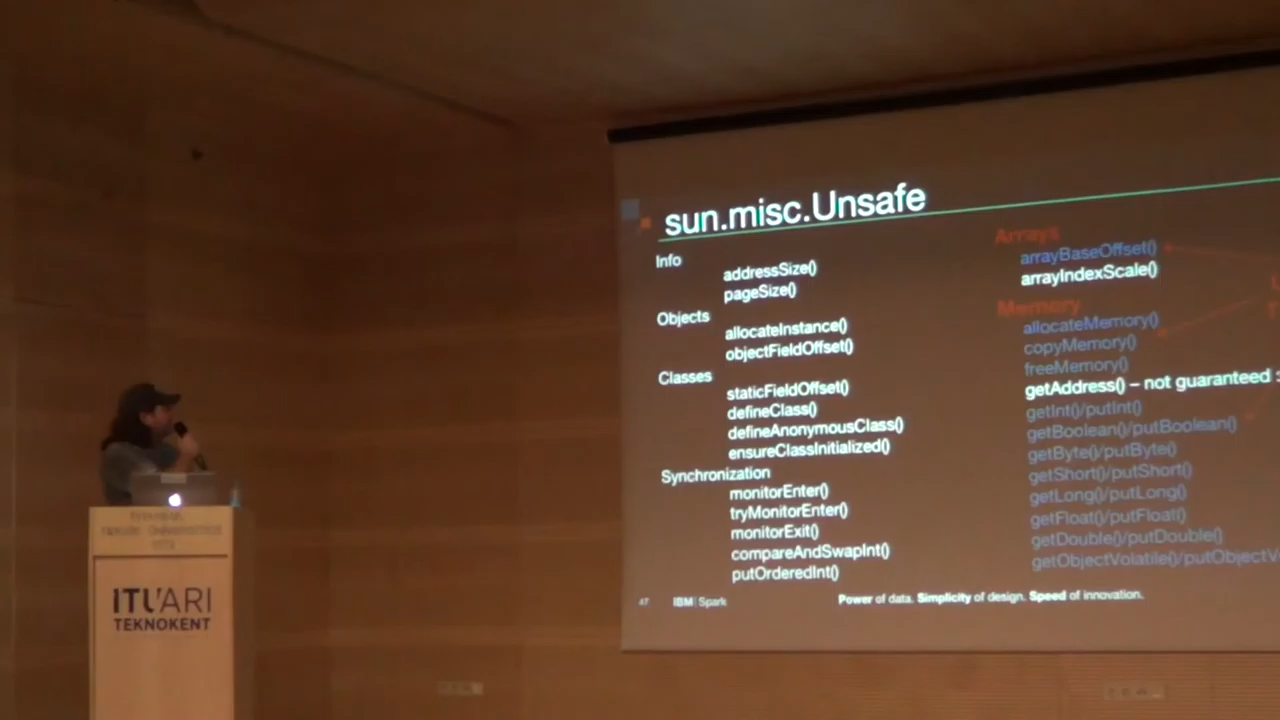 sun.misc.Unsafe
Info
addressSize()
pageSize()
Objects
allocateInstance()
objectFieldOffset()
Classes
staticFieldOffset()
defineClass()
defineAnonymousClass()
ensureClassInitialized()
Synchronization
monitorEnter()
tryMonitorEnter()
monitorExit()
compareAndSwapInt()
putOrderedInt()
Arrays
arrayBaseOffset()
arrayIndexScale()
Memory
allocateMemory()
copyMemory()
freeMemory()
getAddress() – not guaranteed
getInt()/putInt()
getBoolean()/putBoolean()
getByte()/putByte()
getShort()/putShort()
getLong()/putLong()
getFloat()/putFloat()
getDouble()/putDouble()
getObjectVolatile()/putObjectV
47 IBM | Spark
Power of data. Simplicity of design. Speed of innovation.
İTÜ ARI
TEKNOKENT